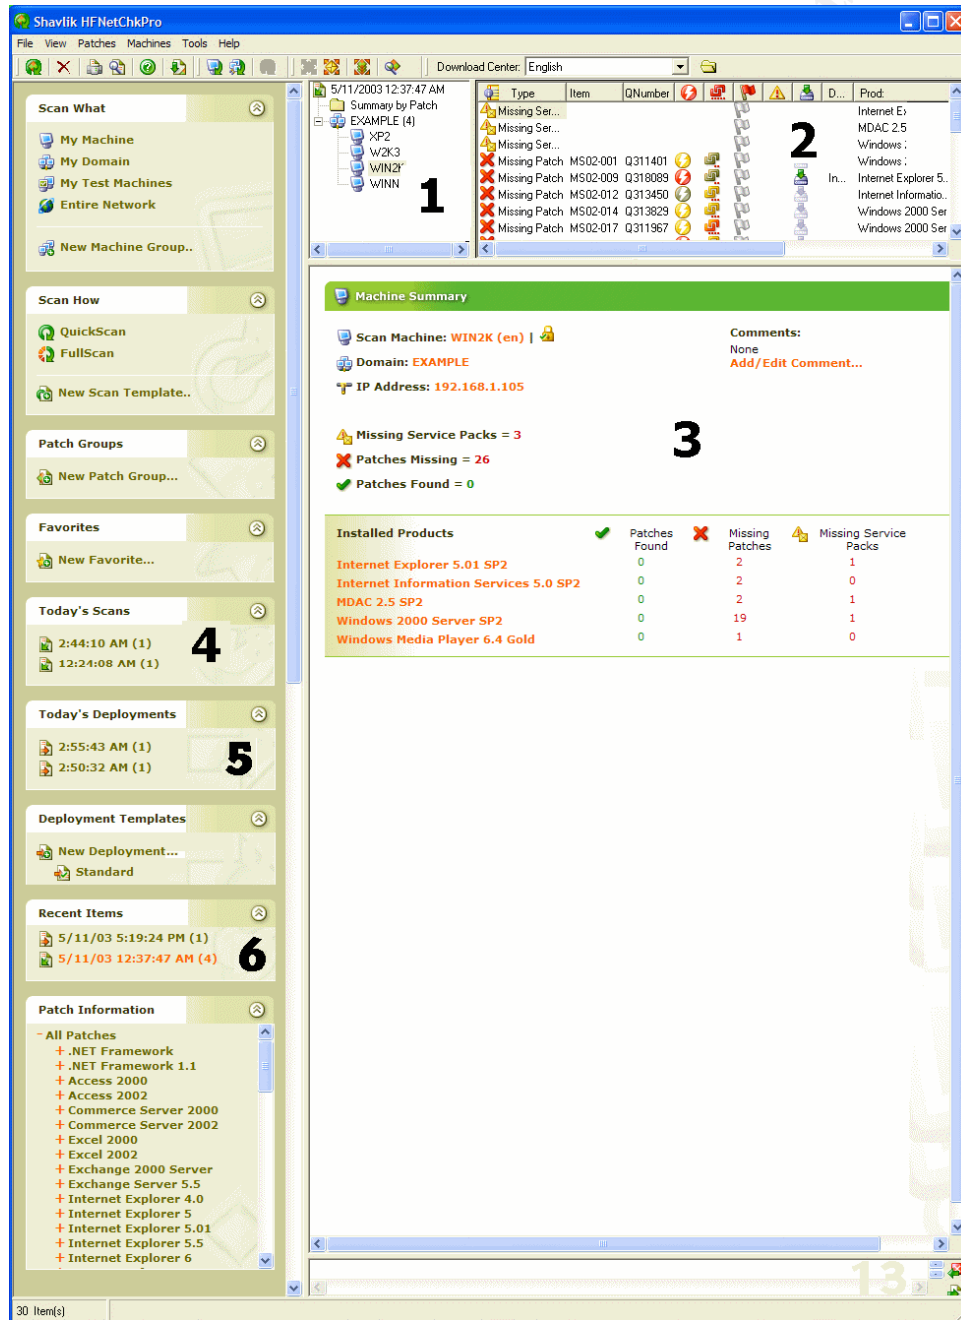 Shavlik HFNetChkPro
File View Patches Machines Tools Help
Download Center: English
Scan What
My Machine
My Domain
My Test Machines
Entire Network
New Machine Group..
Scan How
QuickScan
FullScan
New Scan Template..
Patch Groups
New Patch Group...
Favorites
New Favorite...
Today's Scans
2:44:10 AM (1)
12:24:08 AM (1)
4
Today's Deployments
2:55:43 AM (1)
2:50:32 AM (1)
5
Deployment Templates
New Deployment...
Standard
Recent Items
5/11/03 5:19:24 PM (1)
5/11/03 12:37:47 AM (4)
6
Patch Information
- All Patches
+ .NET Framework
+ .NET Framework 1.1
+ Access 2000
+ Access 2002
+ Commerce Server 2000
+ Commerce Server 2002
+ Excel 2000
+ Excel 2002
+ Exchange 2000 Server
+ Exchange Server 5.5
+ Internet Explorer 4.0
+ Internet Explorer 5
+ Internet Explorer 5.01
+ Internet Explorer 5.5
+ Internet Explorer 6
5/11/2003 12:37:47 AM
Summary by Patch
EXAMPLE (4)
XP2
W2K3
WIN2K
WINN
1
Type Item QNumber D... Prod:
Missing Ser... Internet Ex
Missing Ser... MDAC 2.5
Missing Ser... Windows
Missing Patch MS02-001 Q311401 Windows
Missing Patch MS02-009 Q318089 In... Internet Explorer 5..
Missing Patch MS02-012 Q313450 Internet Informatio..
Missing Patch MS02-014 Q313829 Windows 2000 Ser
Missing Patch MS02-017 Q311967 Windows 2000 Ser
2
Machine Summary
Scan Machine: WIN2K (en) |
Domain: EXAMPLE
IP Address: 192.168.1.105
Comments:
None
Add/Edit Comment...
Missing Service Packs = 3
Patches Missing = 26
Patches Found = 0
3
Installed Products Patches Found Missing Patches Missing Service Packs
Internet Explorer 5.01 SP2 0 2 1
Internet Information Services 5.0 SP2 0 2 0
MDAC 2.5 SP2 0 2 1
Windows 2000 Server SP2 0 19 1
Windows Media Player 6.4 Gold 0 1 0
13
30 Item(s)